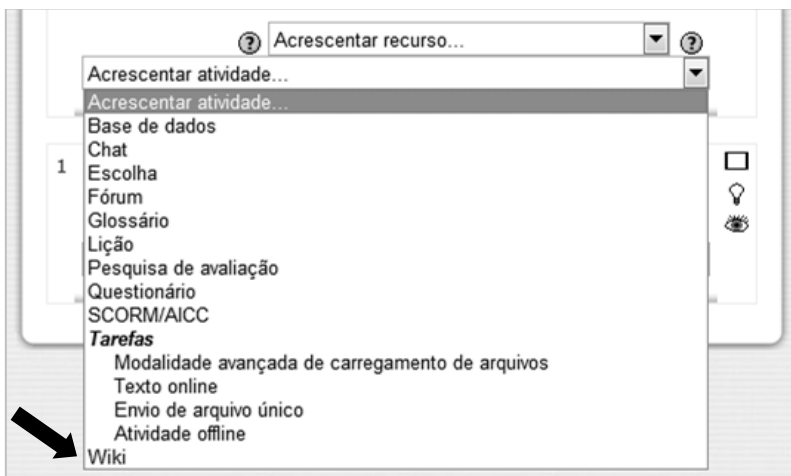 Acrescentar recurso...
Acrescentar atividade...
Acrescentar atividade...
Base de dados
Chat
1
Escolha
Fórum
Glossário
Lição
Pesquisa de avaliação
Questionário
SCORM/AICC
Tarefas
Modalidade avançada de carregamento de arquivos
Texto online
Envio de arquivo único
Atividade offline
Wiki